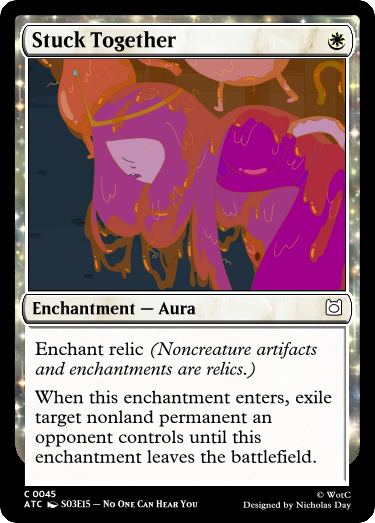 Stuck Together
Enchantment — Aura
Enchant relic (Noncreature artifacts
and enchantments are relics.)
When this enchantment enters, exile
target nonland permanent an
opponent controls until this
enchantment leaves the battlefield.
C 0045
© WotC
ATC S03E15 — No One Can Hear You
Designed by Nicholas Day